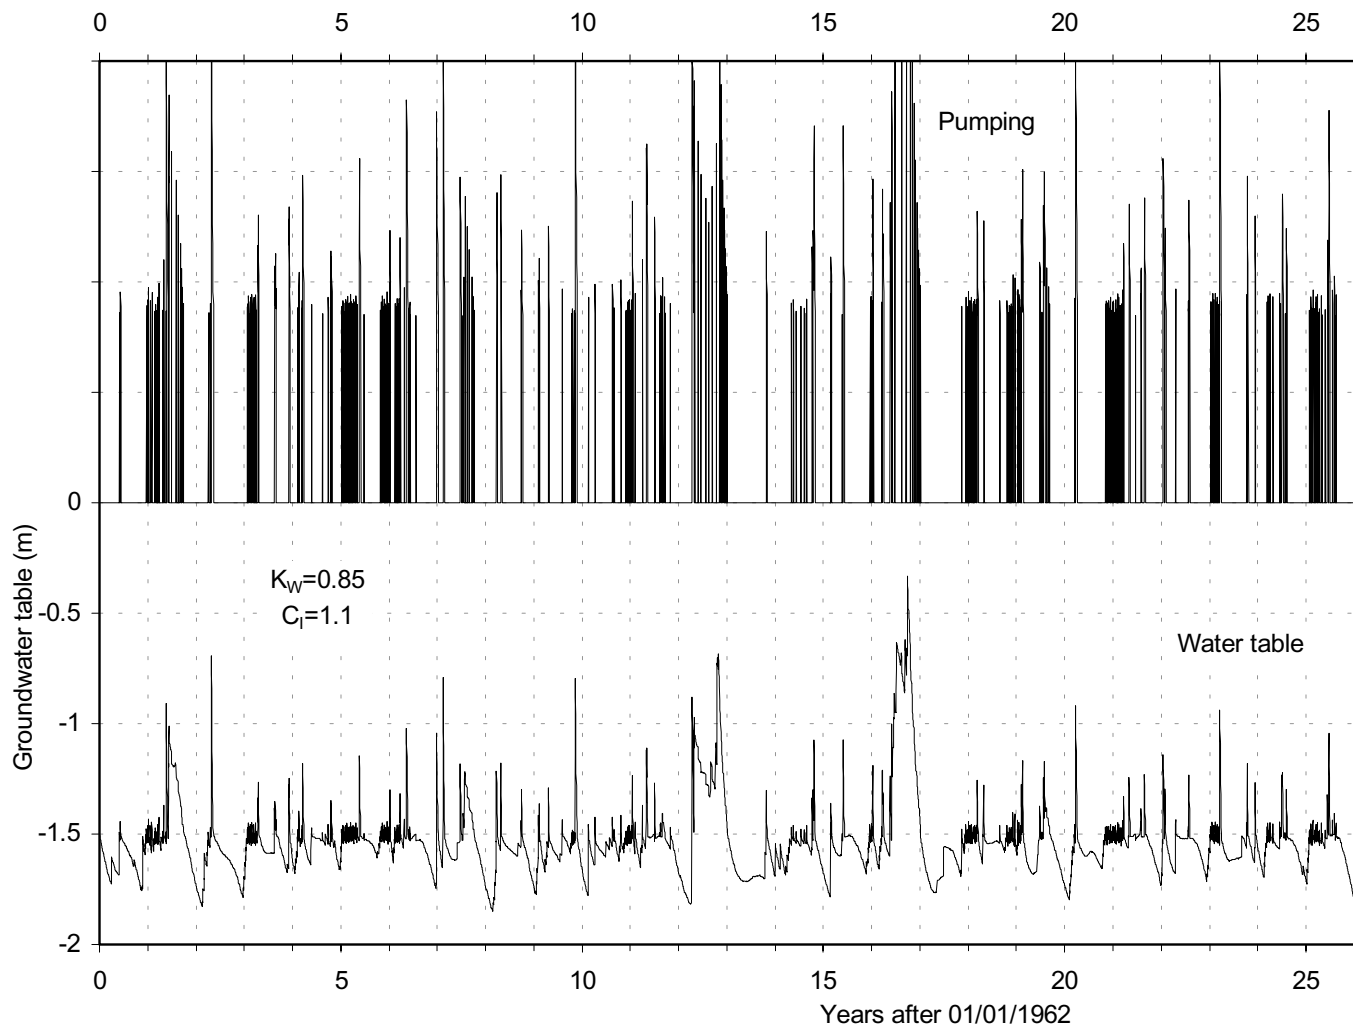 0 5 10 15 20 25
Pumping
0
K_W=0.85
-0.5
C_I=1.1
Water table
-1
Groundwater table (m)
-1.5
-2
0 5 10 15 20 25
Years after 01/01/1962